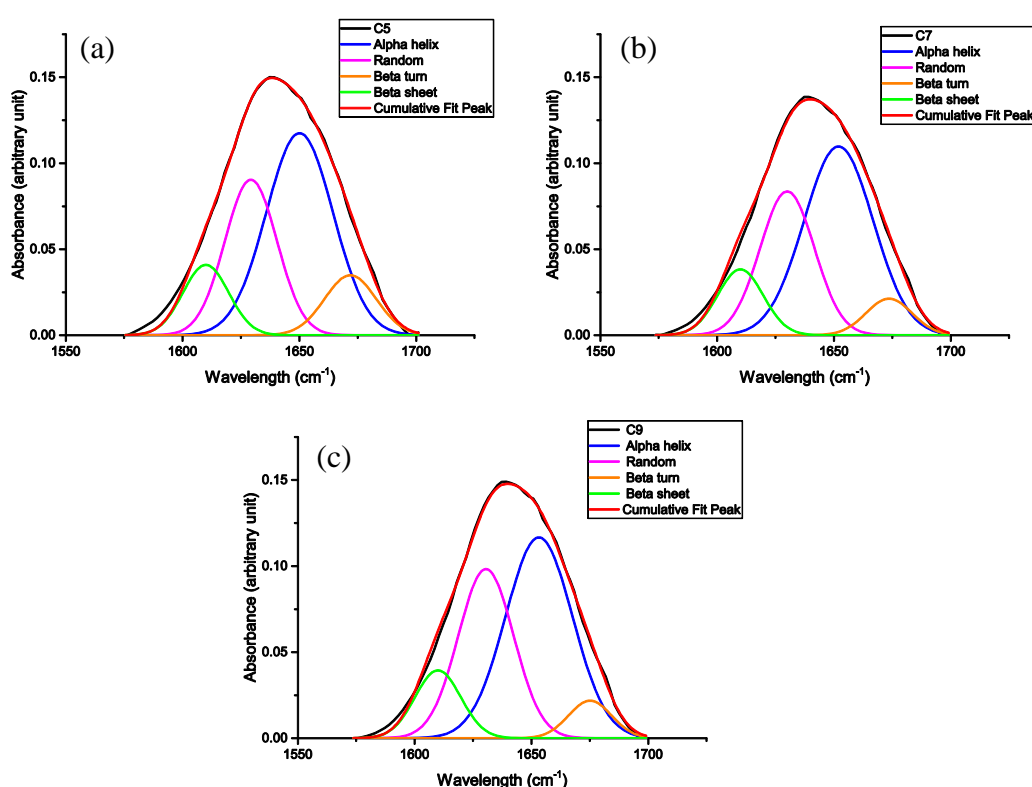 (a)
C5
Alpha helix
Random
Beta turn
Beta sheet
Cumulative Fit Peak
0.15
0.10
0.05
0.00
Absorbance (arbitrary unit)
1550 1600 1650 1700
Wavelength (cm-1)
(b)
C7
Alpha helix
Random
Beta turn
Beta sheet
Cumulative Fit Peak
0.15
0.10
0.05
0.00
Absorbance (arbitrary unit)
1550 1600 1650 1700
Wavelength (cm-1)
(c)
C9
Alpha helix
Random
Beta turn
Beta sheet
Cumulative Fit Peak
0.15
0.10
0.05
0.00
Absorbance (arbitrary unit)
1550 1600 1650 1700
Wavelength (cm-1)